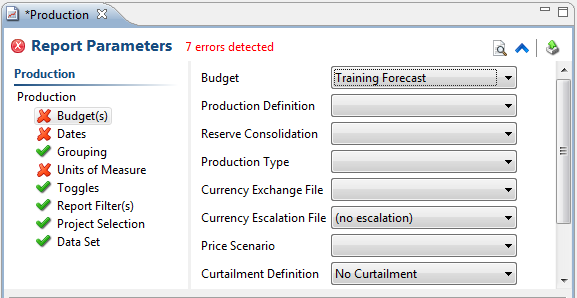 *Production
Report Parameters 7 errors detected
Production
Production
Budget(s)
Dates
Grouping
Units of Measure
Toggles
Report Filter(s)
Project Selection
Data Set
Budget Training Forecast
Production Definition
Reserve Consolidation
Production Type
Currency Exchange File
Currency Escalation File (no escalation)
Price Scenario
Curtailment Definition No Curtailment